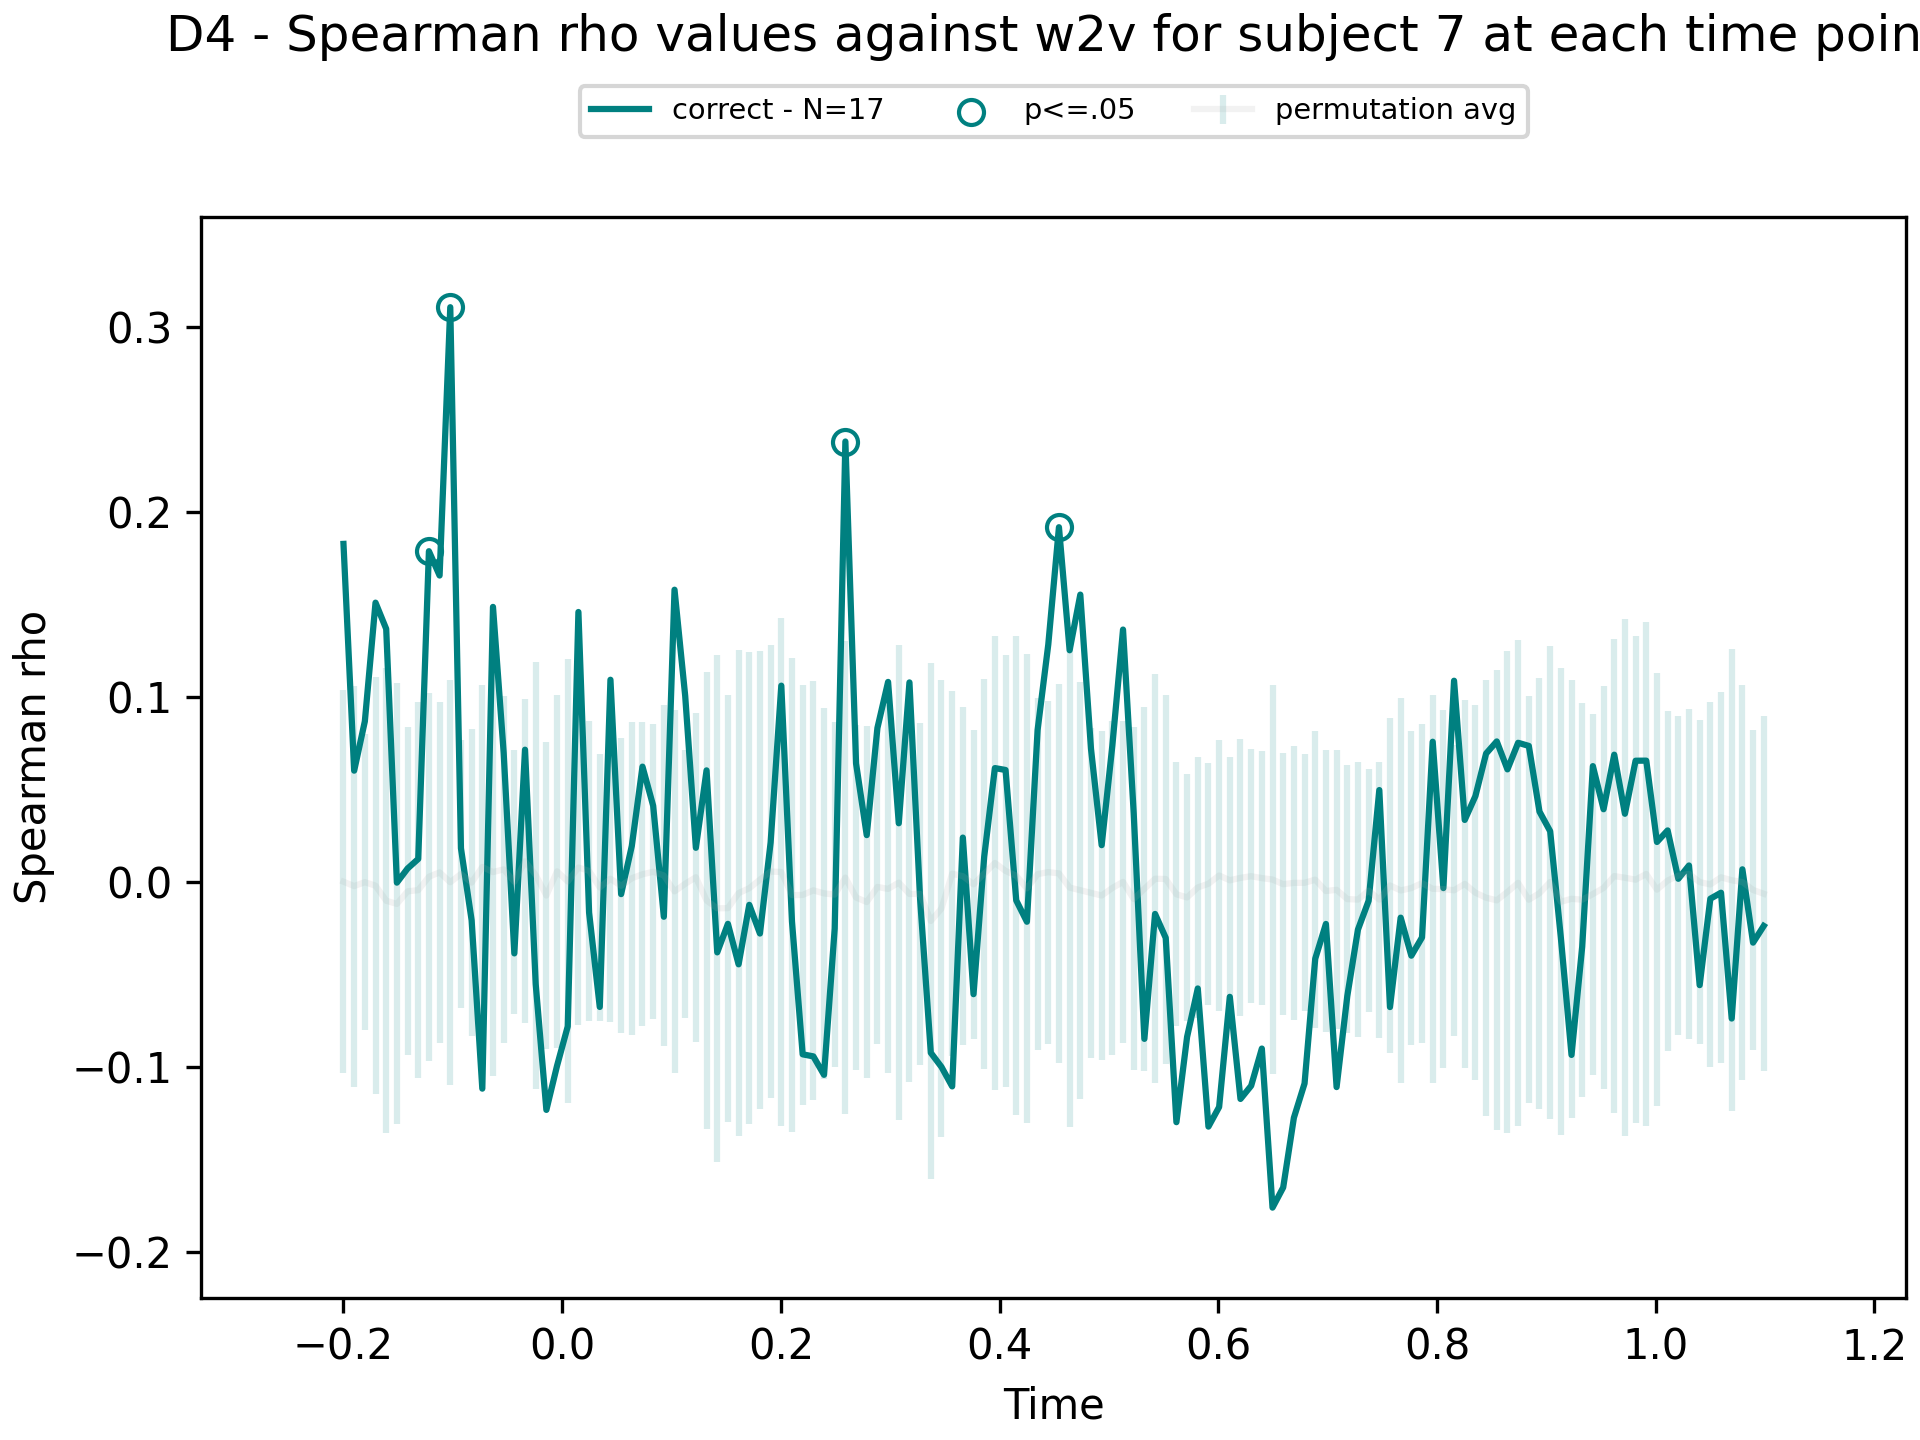 D4 - Spearman rho values against w2v for subject 7 at each time poin
correct - N=17 p<=.05 permutation avg
Spearman rho
0.3
0.2
0.1
0.0
−0.1
−0.2
−0.2 0.0 0.2 0.4 0.6 0.8 1.0 1.2
Time